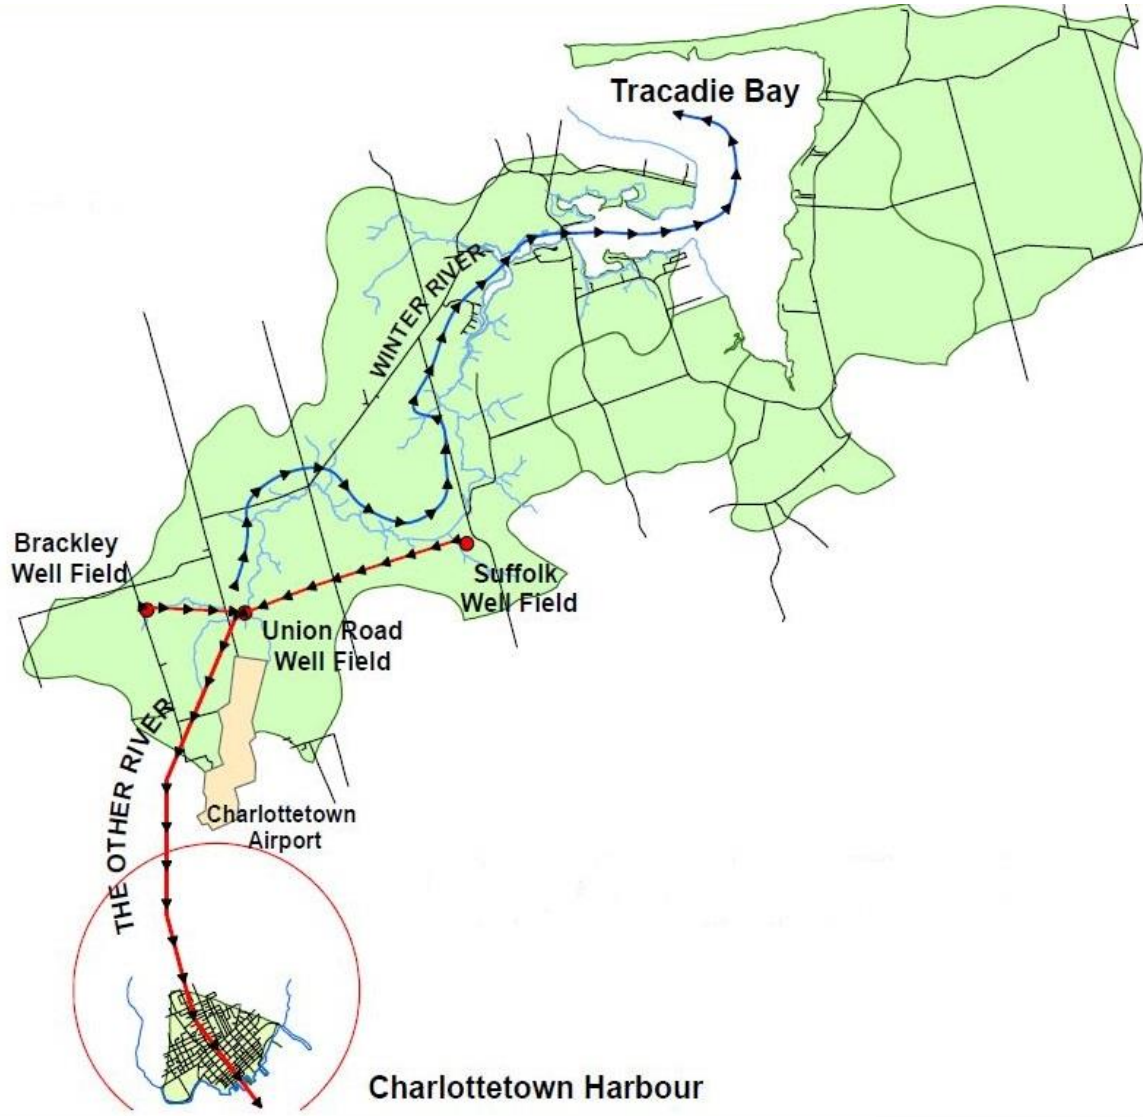 Tracadie Bay
WINTER RIVER
Brackley
Well Field
Suffolk
Well Field
Union Road
Well Field
THE OTHER RIVER
Charlottetown
Airport
Charlottetown Harbour